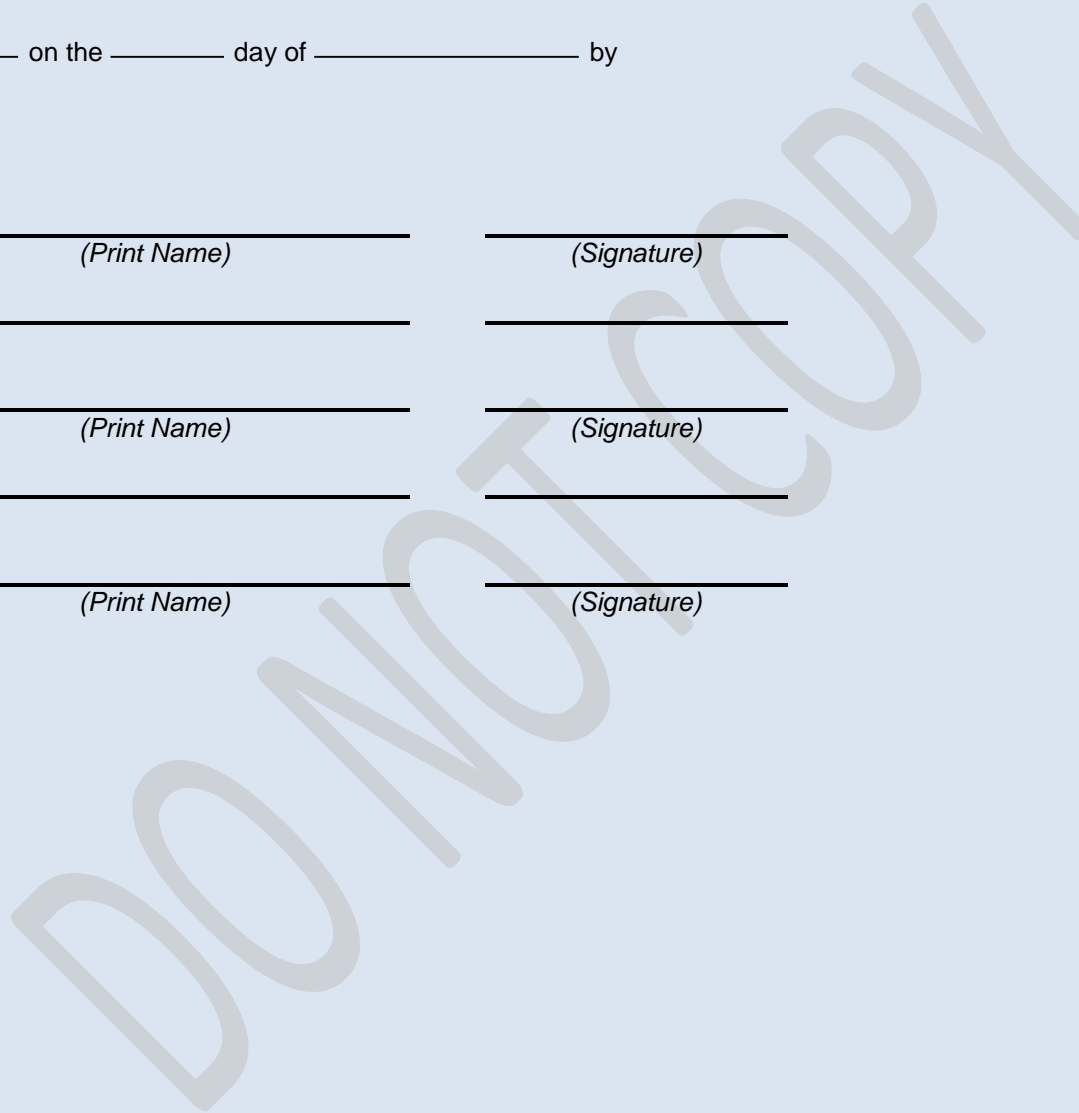 on the day of by
(Print Name) (Signature)
(Print Name) (Signature)
(Print Name) (Signature)
DO NOT COPY